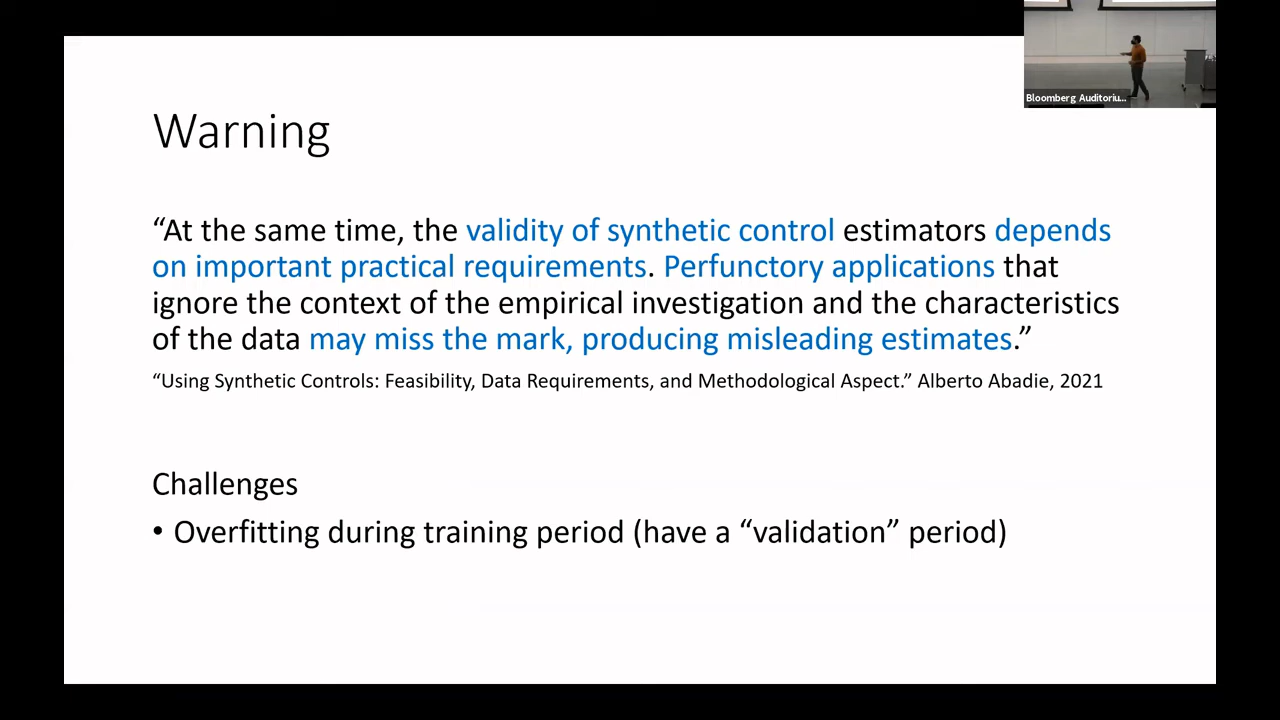 Bloomberg Auditoriu...
Warning
“At the same time, the validity of synthetic control estimators depends
on important practical requirements. Perfunctory applications that
ignore the context of the empirical investigation and the characteristics
of the data may miss the mark, producing misleading estimates.”
“Using Synthetic Controls: Feasibility, Data Requirements, and Methodological Aspect.” Alberto Abadie, 2021
Challenges
• Overfitting during training period (have a “validation” period)